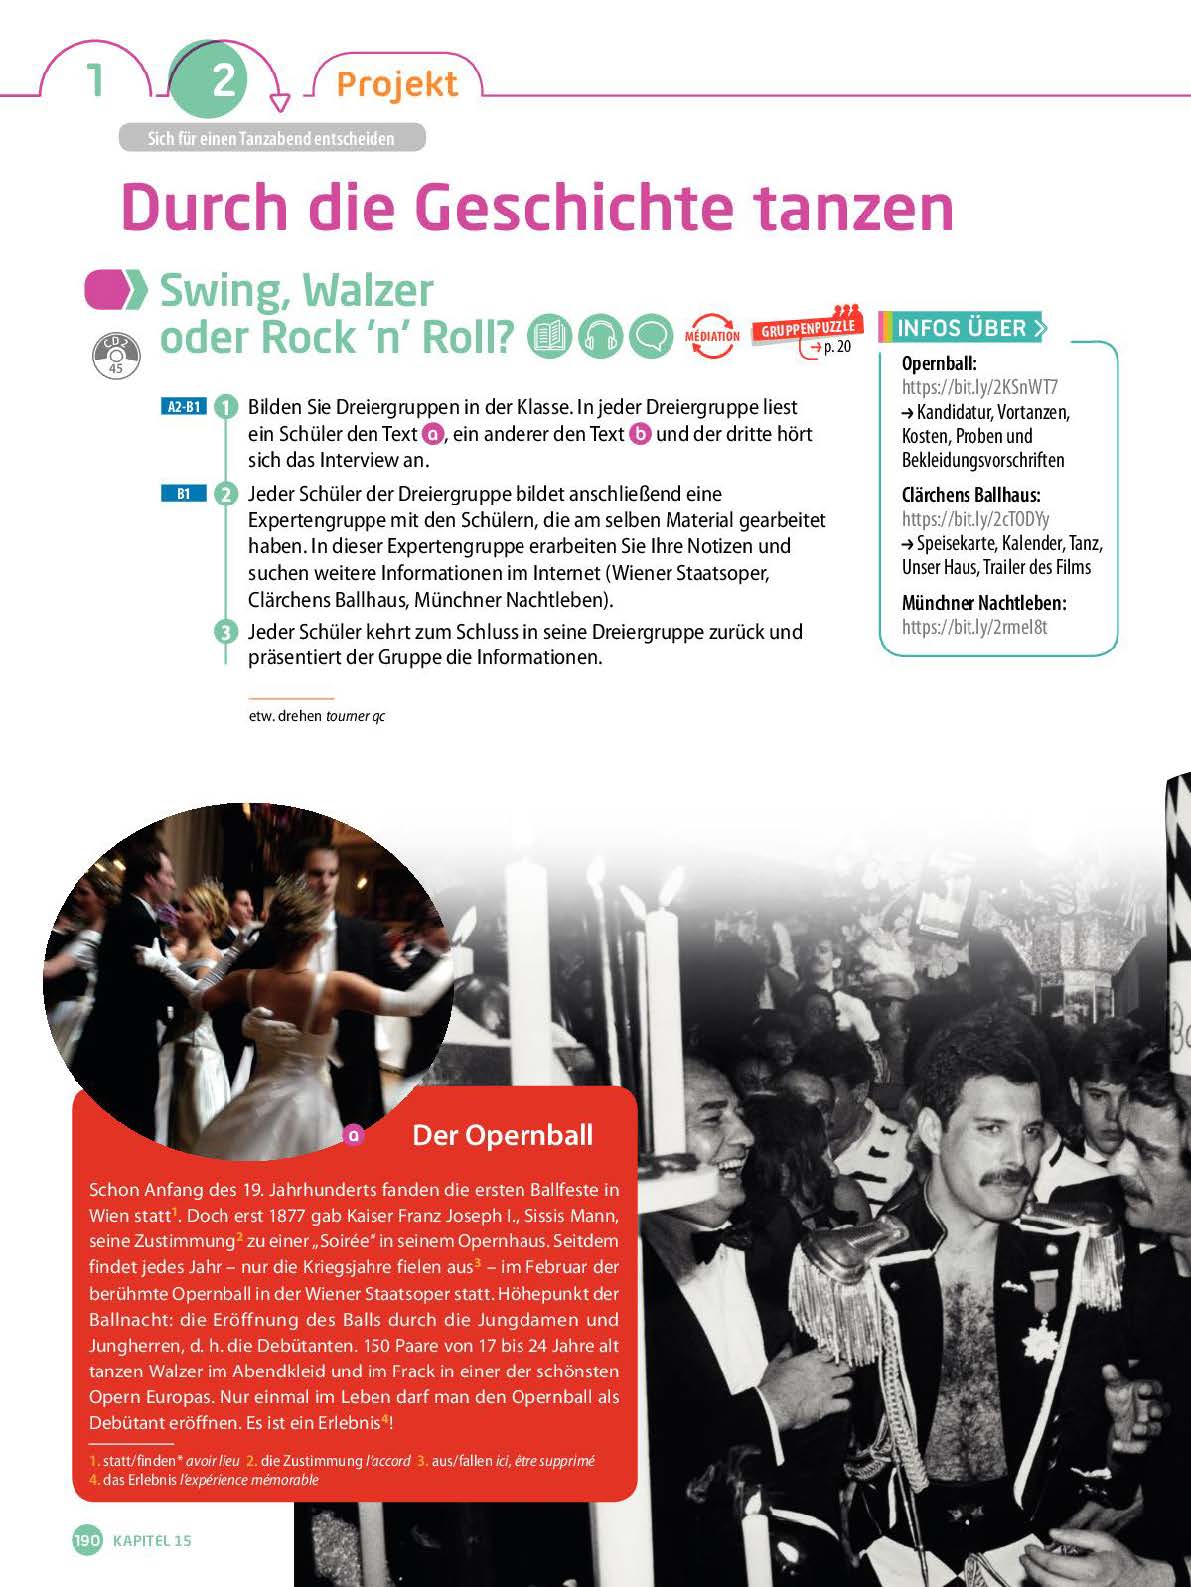 1
2
Projekt
Sich für einen Tanzabend entscheiden
Durch die Geschichte tanzen
Swing, Walzer
oder Rock ’n’ Roll?
CD 2
45
MÉDIATION
GRUPPENPUZZLE
→ p. 20
A2-B1
1 Bilden Sie Dreiergruppen in der Klasse. In jeder Dreiergruppe liest
ein Schüler den Text a, ein anderer den Text b und der dritte hört
sich das Interview an.
B1
2 Jeder Schüler der Dreiergruppe bildet anschließend eine
Expertengruppe mit den Schülern, die am selben Material gearbeitet
haben. In dieser Expertengruppe erarbeiten Sie Ihre Notizen und
suchen weitere Informationen im Internet (Wiener Staatsoper,
Clärchens Ballhaus, Münchner Nachtleben).
3 Jeder Schüler kehrt zum Schluss in seine Dreiergruppe zurück und
präsentiert der Gruppe die Informationen.
etw. drehen tourner qc
INFOS ÜBER
Opernball:
https://bit.ly/2KSnWT7
→ Kandidatur, Vortanzen,
Kosten, Proben und
Bekleidungsvorschriften
Clärchens Ballhaus:
https://bit.ly/2cTODYy
→ Speisekarte, Kalender, Tanz,
Unser Haus, Trailer des Films
Münchner Nachtleben:
https://bit.ly/2rmeI8t
a
Der Opernball
Schon Anfang des 19. Jahrhunderts fanden die ersten Ballfeste in
Wien statt1. Doch erst 1877 gab Kaiser Franz Joseph I., Sissis Mann,
seine Zustimmung2 zu einer „Soirée“ in seinem Opernhaus. Seitdem
findet jedes Jahr – nur die Kriegsjahre fielen aus3 – im Februar der
berühmte Opernball in der Wiener Staatsoper statt. Höhepunkt der
Ballnacht: die Eröffnung des Balls durch die Jungdamen und
Jungherren, d. h. die Debütanten. 150 Paare von 17 bis 24 Jahre alt
tanzen Walzer im Abendkleid und im Frack in einer der schönsten
Opern Europas. Nur einmal im Leben darf man den Opernball als
Debütant eröffnen. Es ist ein Erlebnis4!
1. statt/finden* avoir lieu 2. die Zustimmung l’accord 3. aus/fallen ici, être supprimé
4. das Erlebnis l’expérience mémorable
190 KAPITEL 15